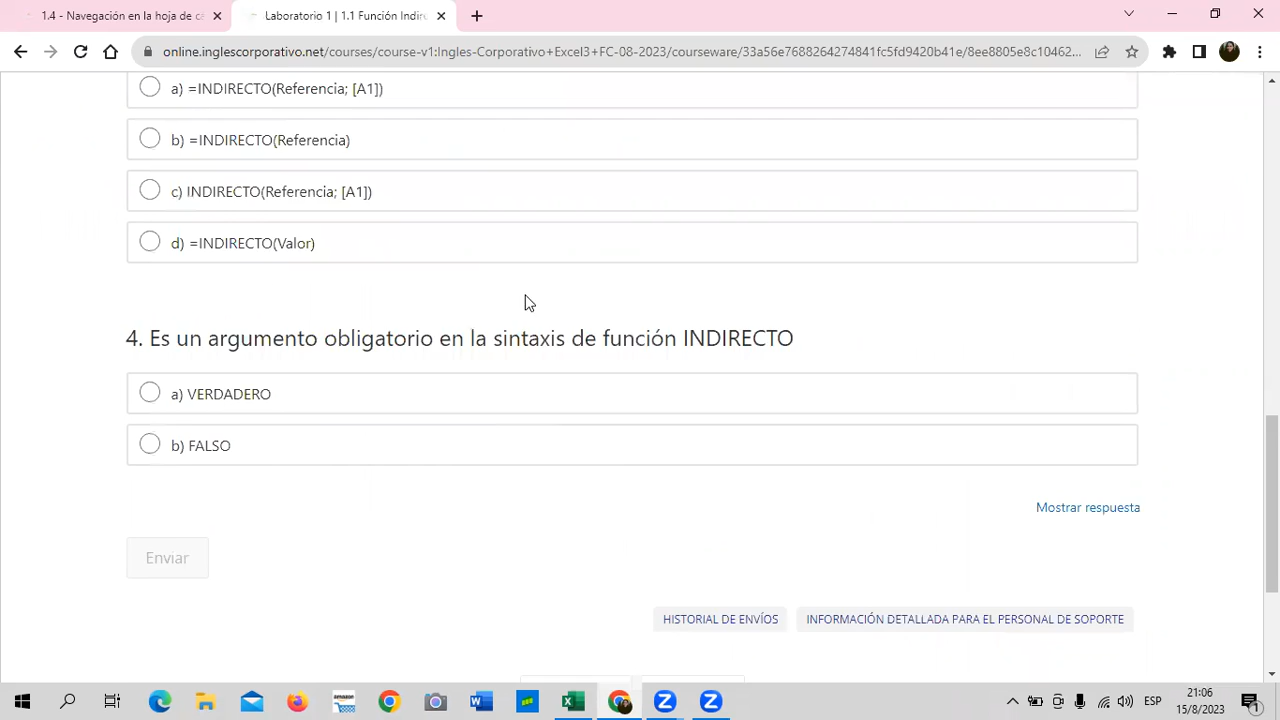 1.4 - Navegación en la hoja de cá
Laboratorio 1 | 1.1 Función Indire
online.inglescorporativo.net/courses/course-v1:Ingles-Corporativo+Excel3+FC-08-2023/courseware/33a56e7688264274841fc5fd9420b41e/8ee8805e8c10462...
a) =INDIRECTO(Referencia; [A1])
b) =INDIRECTO(Referencia)
c) INDIRECTO(Referencia; [A1])
d) =INDIRECTO(Valor)
4. Es un argumento obligatorio en la sintaxis de función INDIRECTO
a) VERDADERO
b) FALSO
Mostrar respuesta
Enviar
HISTORIAL DE ENVÍOS
INFORMACIÓN DETALLADA PARA EL PERSONAL DE SOPORTE
ESP
21:06
15/8/2023